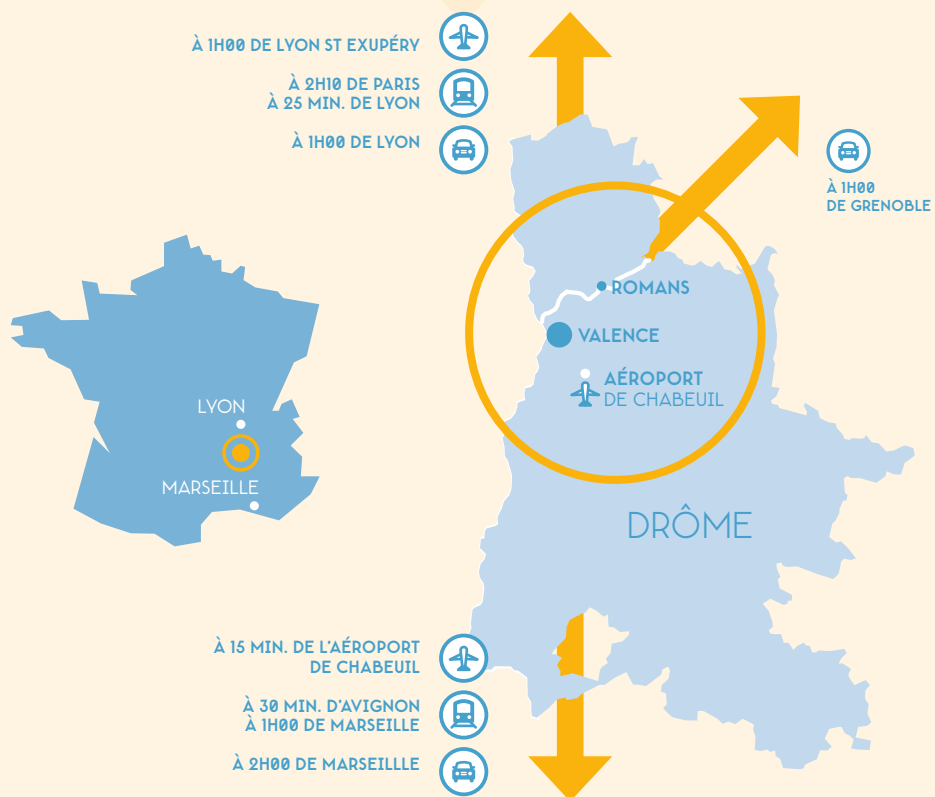 À 1H00 DE LYON ST EXUPÉRY
À 2H10 DE PARIS
À 25 MIN. DE LYON
À 1H00 DE LYON
À 1H00
DE GRENOBLE
ROMANS
VALENCE
AÉROPORT
DE CHABEUIL
LYON
MARSEILLE
DRÔME
À 15 MIN. DE L'AÉROPORT
DE CHABEUIL
À 30 MIN. D'AVIGNON
À 1H00 DE MARSEILLE
À 2H00 DE MARSEILLLE